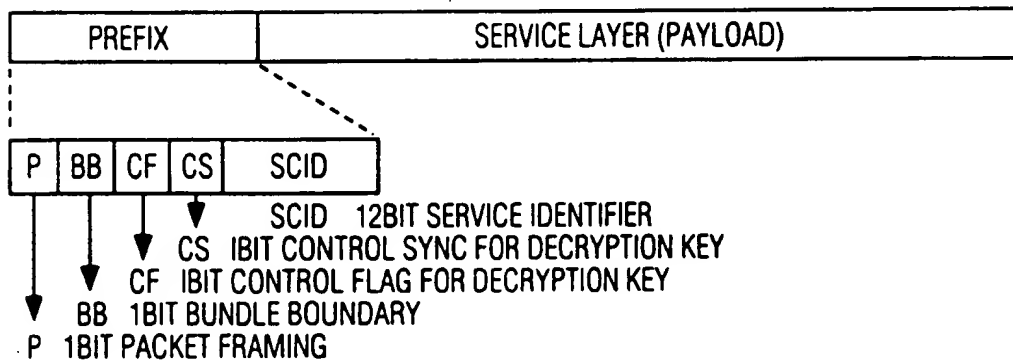 PREFIX SERVICE LAYER (PAYLOAD)
P BB CF CS SCID
SCID 12BIT SERVICE IDENTIFIER
CS IBIT CONTROL SYNC FOR DECRYPTION KEY
CF IBIT CONTROL FLAG FOR DECRYPTION KEY
BB 1BIT BUNDLE BOUNDARY
P 1BIT PACKET FRAMING